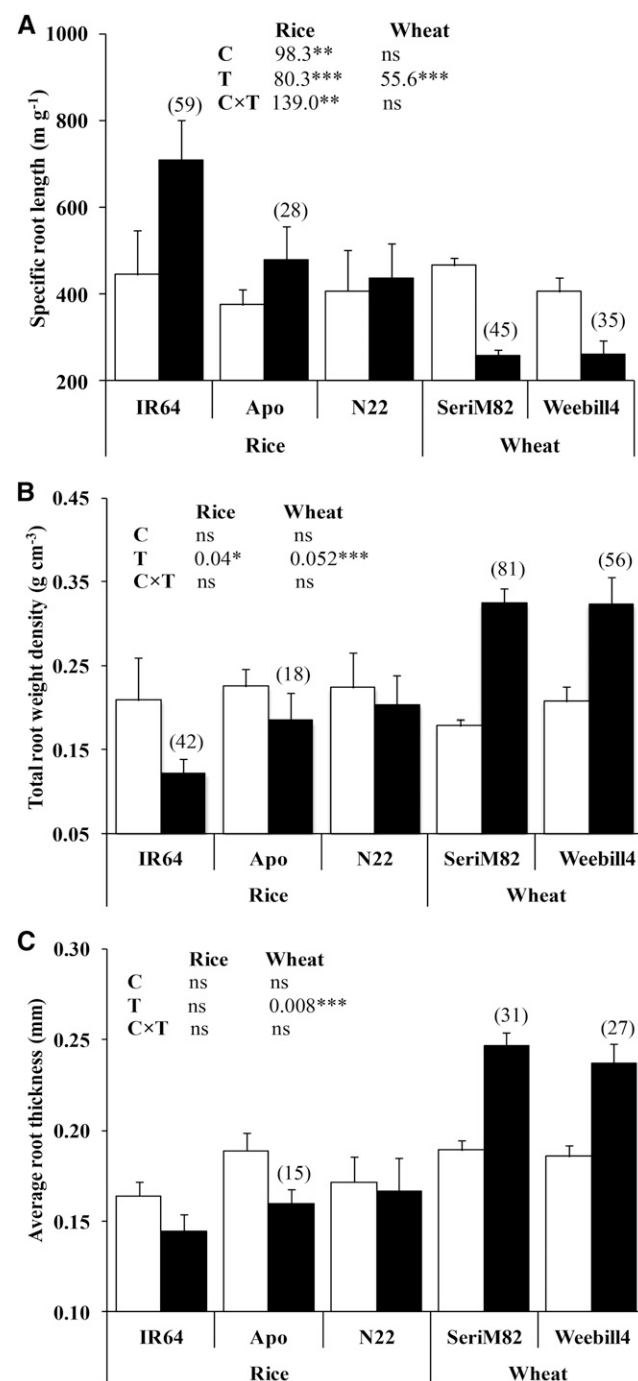 A
Specific root length (m g⁻¹)
1000
800
600
400
200
Rice Wheat
C 98.3** ns
T 80.3*** 55.6***
C×T 139.0** ns
(59)
(28)
(45)
(35)
IR64 Apo N22 SeriM82 Weebill4
Rice Wheat
B
Total root weight density (g cm⁻³)
0.45
0.35
0.25
0.15
0.05
Rice Wheat
C ns ns
T 0.04* 0.052***
C×T ns ns
(42)
(18)
(81)
(56)
IR64 Apo N22 SeriM82 Weebill4
Rice Wheat
C
Average root thickness (mm)
0.30
0.25
0.20
0.15
0.10
Rice Wheat
C ns ns
T ns 0.008***
C×T ns ns
(15)
(31)
(27)
IR64 Apo N22 SeriM82 Weebill4
Rice Wheat